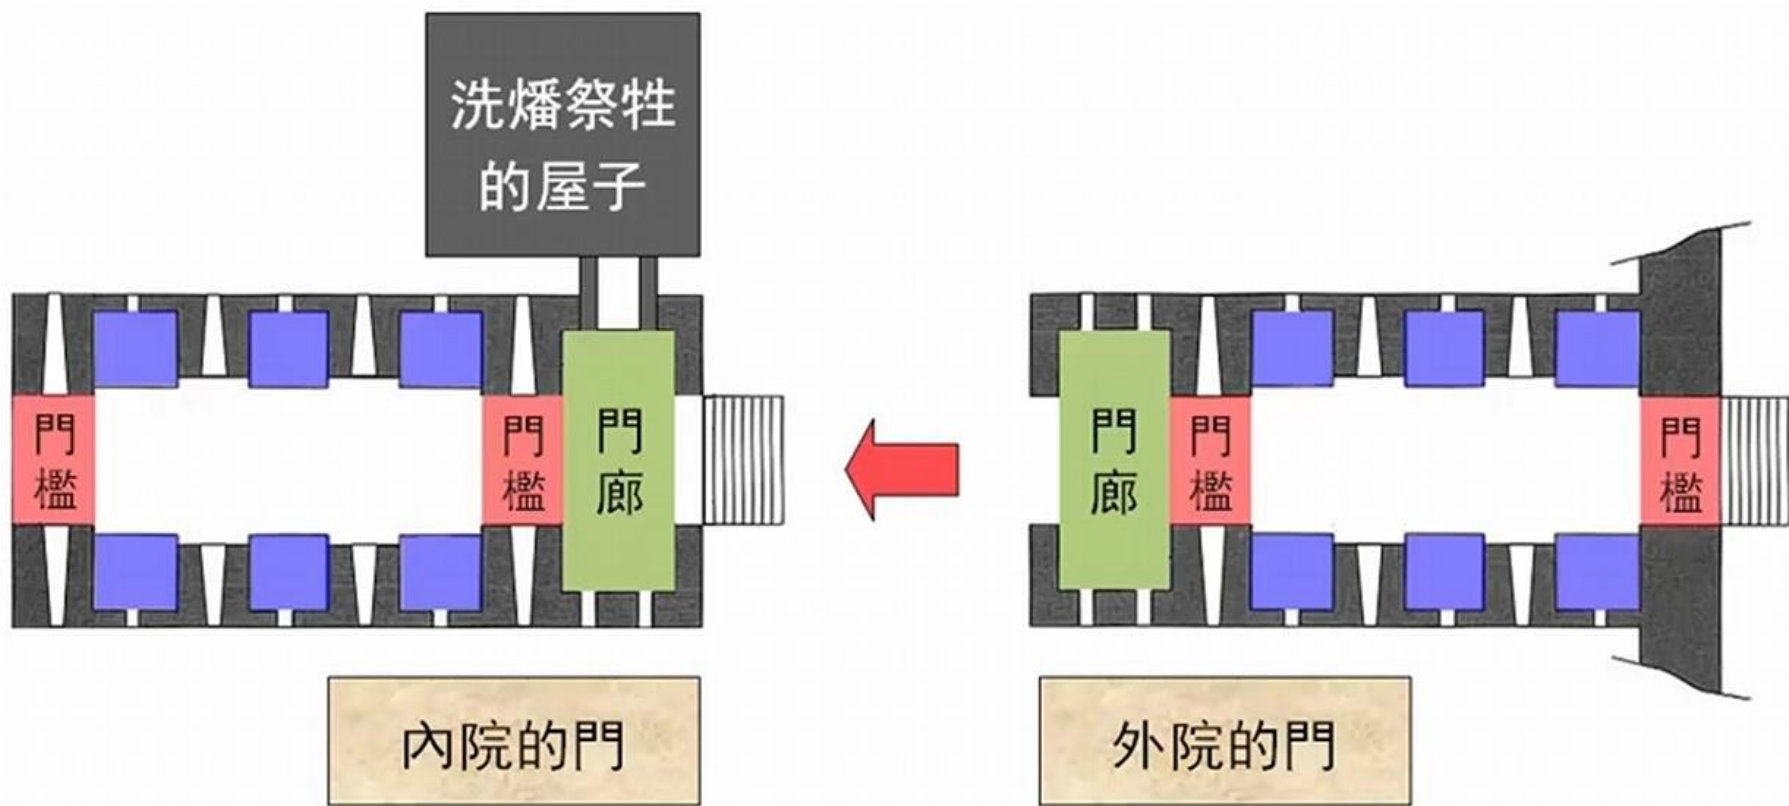 洗燔祭牲
的屋子
門檻
門檻
門廊
門廊
門檻
門檻
內院的門
外院的門